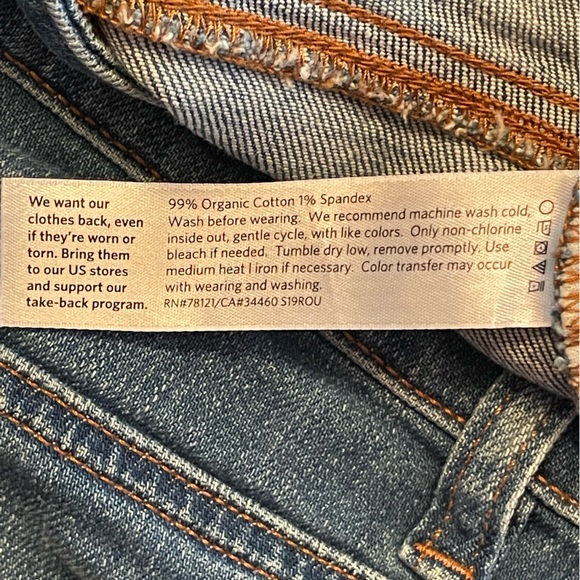 We want our
clothes back, even
if they're worn or
torn. Bring them
to our US stores
and support our
take-back program.
99% Organic Cotton 1% Spandex
Wash before wearing. We recommend machine wash cold,
inside out, gentle cycle, with like colors. Only non-chlorine
bleach if needed. Tumble dry low, remove promptly. Use
medium heat I iron if necessary. Color transfer may occur
with wearing and washing.
RN#78121/CA#34460 S19ROU